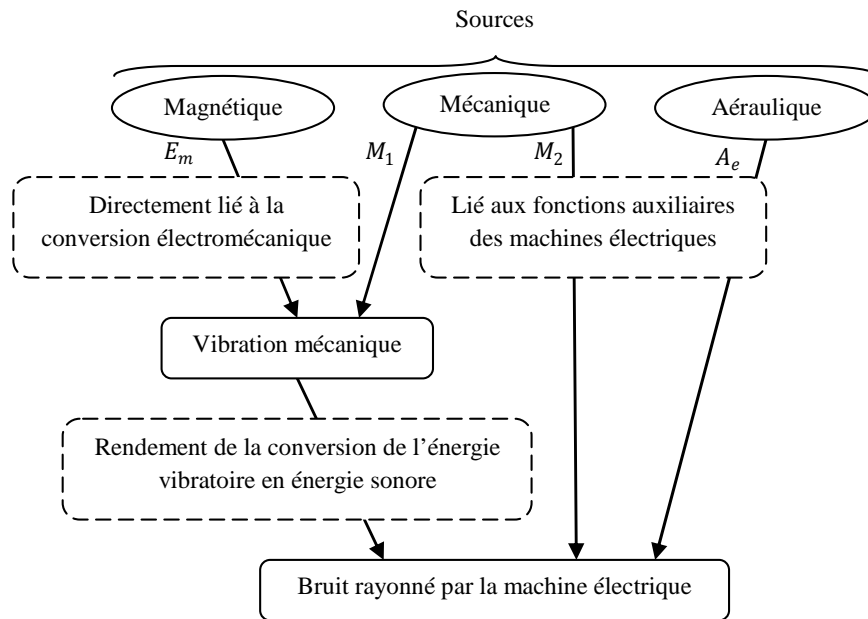 Sources
Magnétique
Mécanique
Aéraulique
E_m
M_1
M_2
A_e
Directement lié à la
conversion électromécanique
Lié aux fonctions auxiliaires
des machines électriques
Vibration mécanique
Rendement de la conversion de l’énergie
vibratoire en énergie sonore
Bruit rayonné par la machine électrique